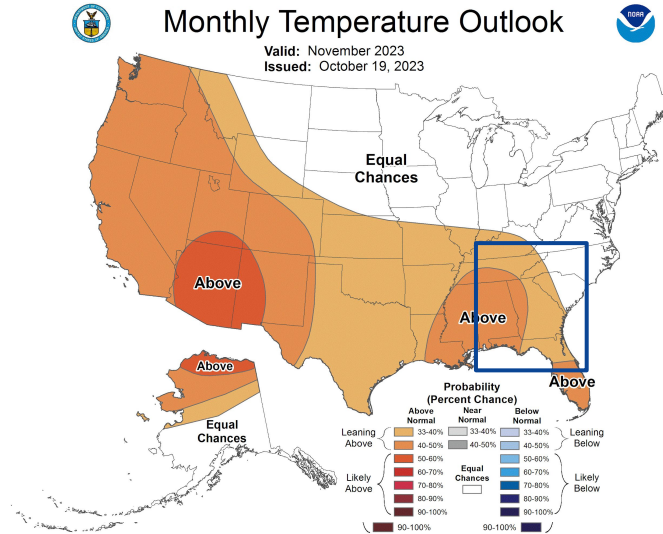 Monthly Temperature Outlook
NOAA
Valid: November 2023
Issued: October 19, 2023
Equal
Chances
Above
Above
Above
Above
Equal
Chances
Probability
(Percent Chance)
Above
Normal
Near
Normal
Below
Normal
Leaning
Above
33-40%
40-50%
33-40%
40-50%
33-40%
40-50%
Leaning
Below
Likely
Above
50-60%
60-70%
70-80%
80-90%
90-100%
Equal
Chances
50-60%
60-70%
70-80%
80-90%
90-100%
Likely
Below
90-100%
90-100%